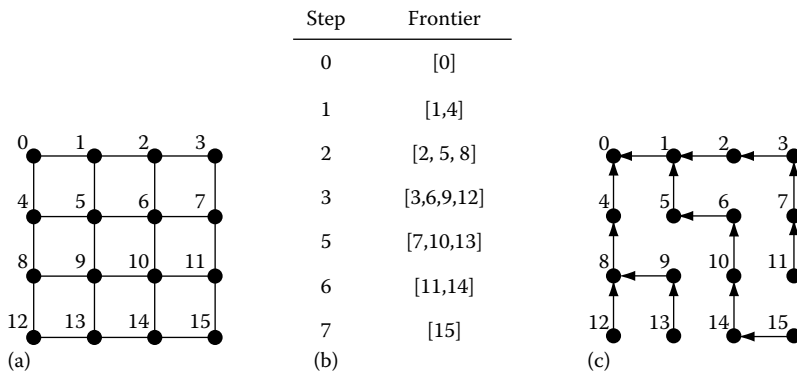 Step Frontier
0 [0]
1 [1,4]
2 [2, 5, 8]
3 [3,6,9,12]
5 [7,10,13]
6 [11,14]
7 [15]
0 1 2 3
4 5 6 7
8 9 10 11
12 13 14 15
(a)
(b)
0 1 2 3
4 5 6 7
8 9 10 11
12 13 14 15
(c)